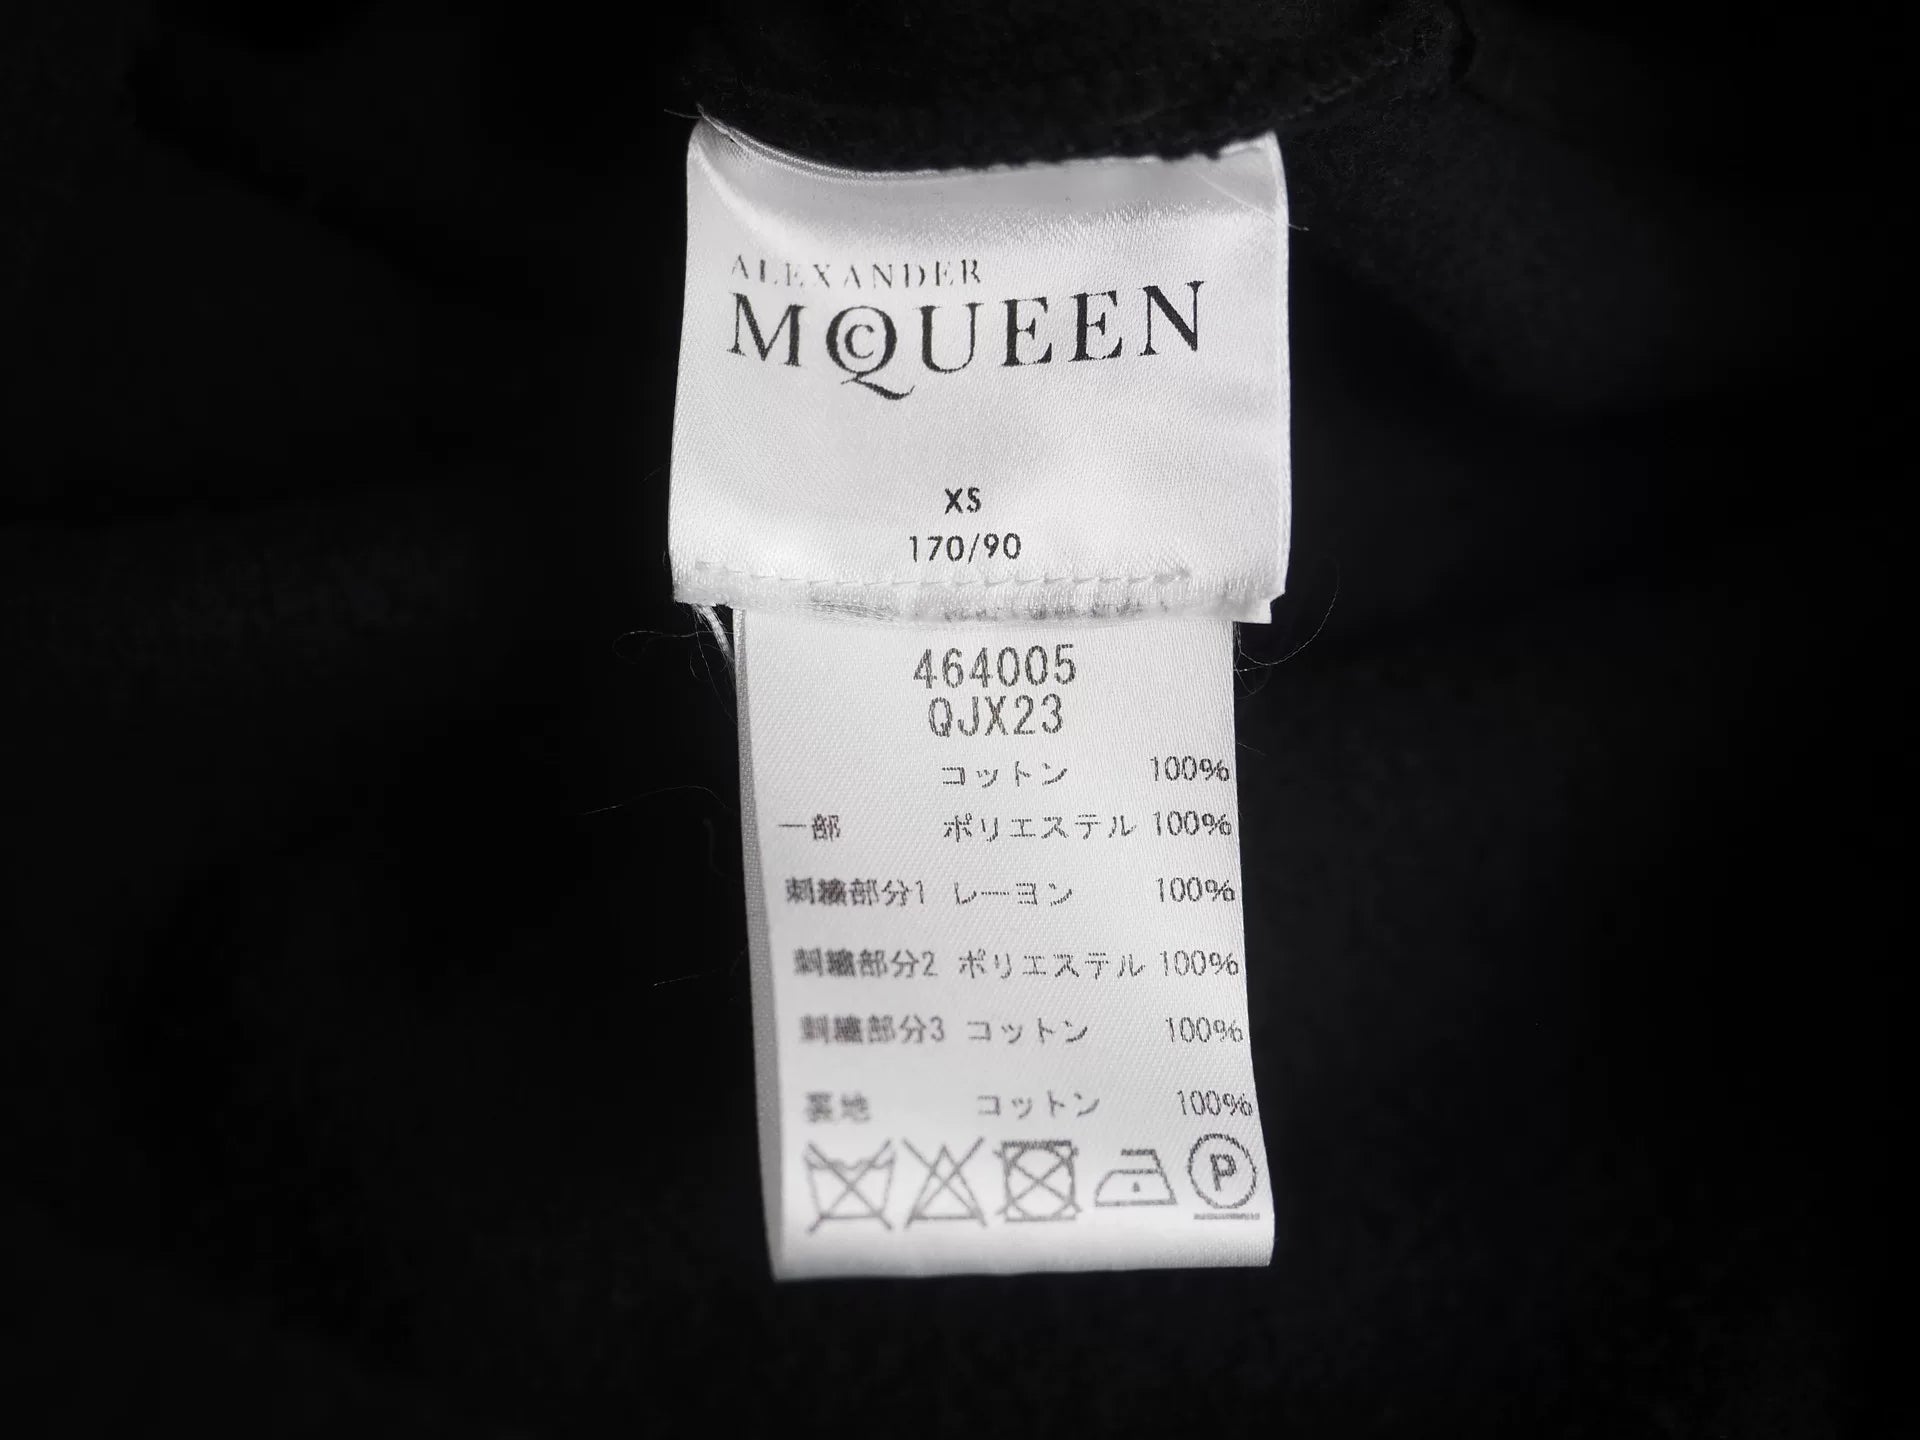 ALEXANDER
McQUEEN
XS
170/90
464005
QJX23
コットン 100%
一部 ポリエステル 100%
刺繍部分1 レーヨン 100%
刺繍部分2 ポリエステル 100%
刺繍部分3 コットン 100%
裏地 コットン 100%
P